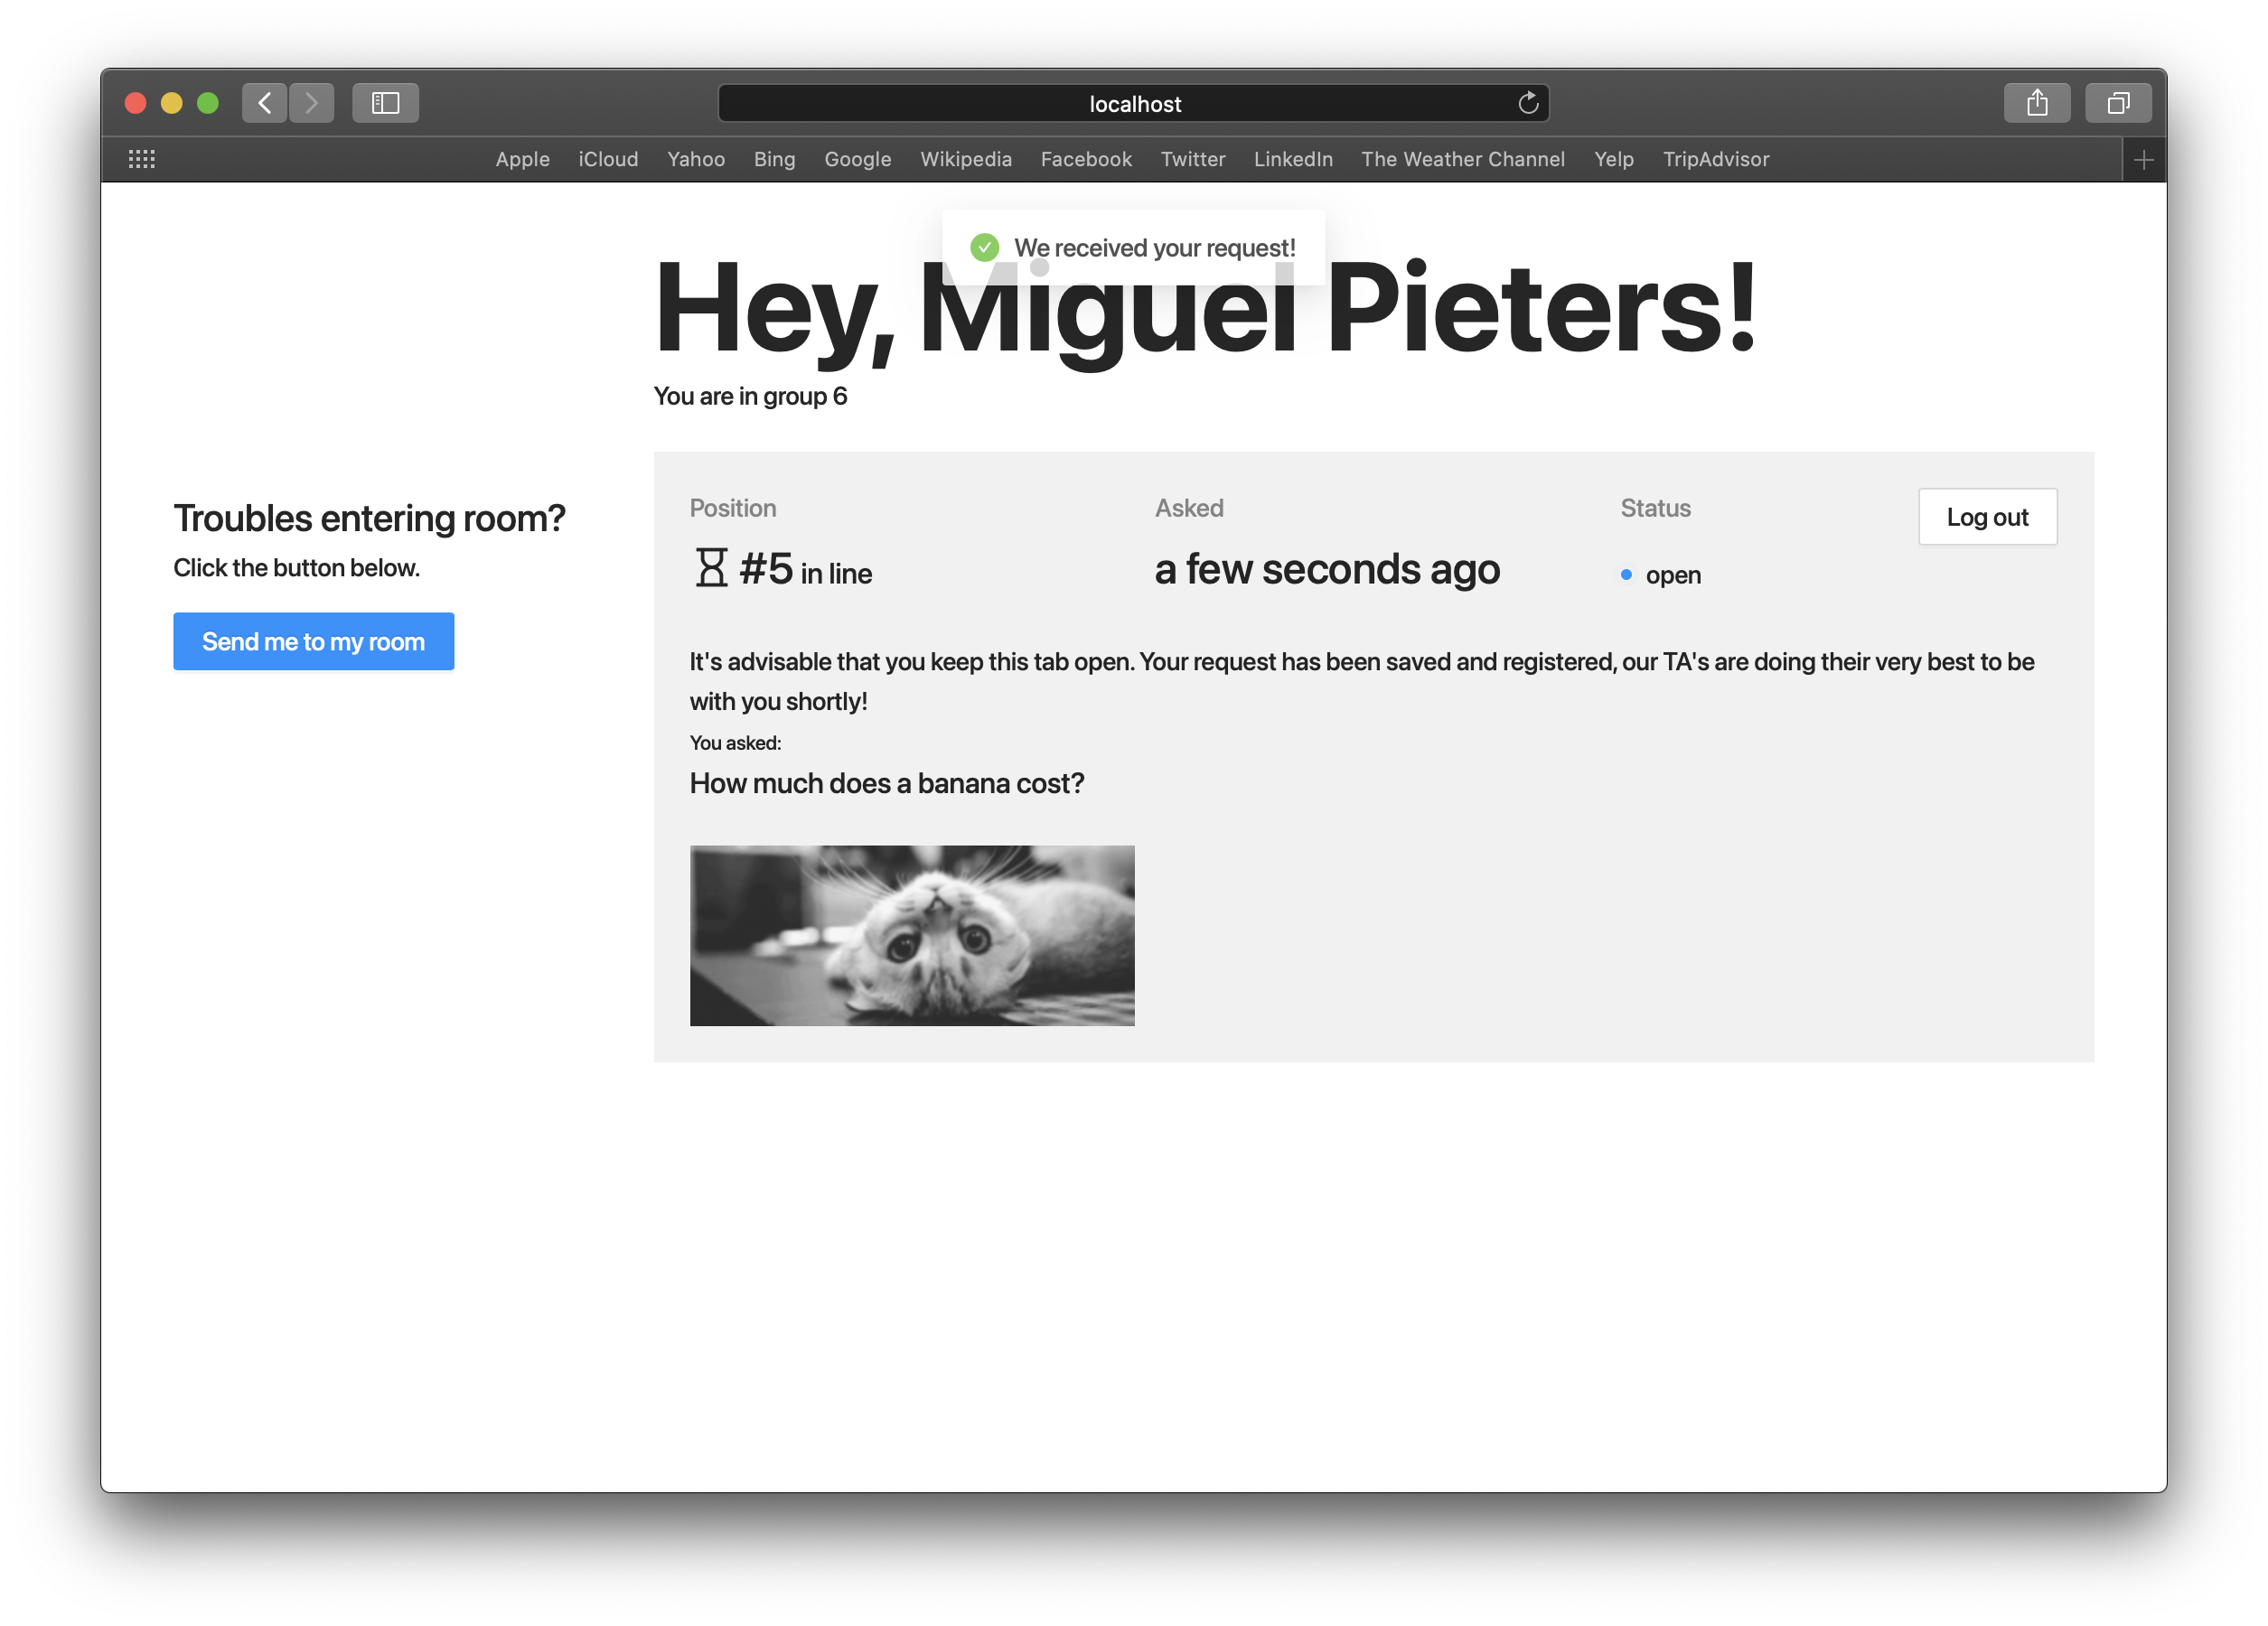 localhost
Apple iCloud Yahoo Bing Google Wikipedia Facebook Twitter LinkedIn The Weather Channel Yelp TripAdvisor
We received your request!
Hey, Miguel Pieters!
You are in group 6
Troubles entering room?
Click the button below.
Send me to my room
Position Asked Status Log out
#5 in line a few seconds ago open
It's advisable that you keep this tab open. Your request has been saved and registered, our TA's are doing their very best to be
with you shortly!
You asked:
How much does a banana cost?